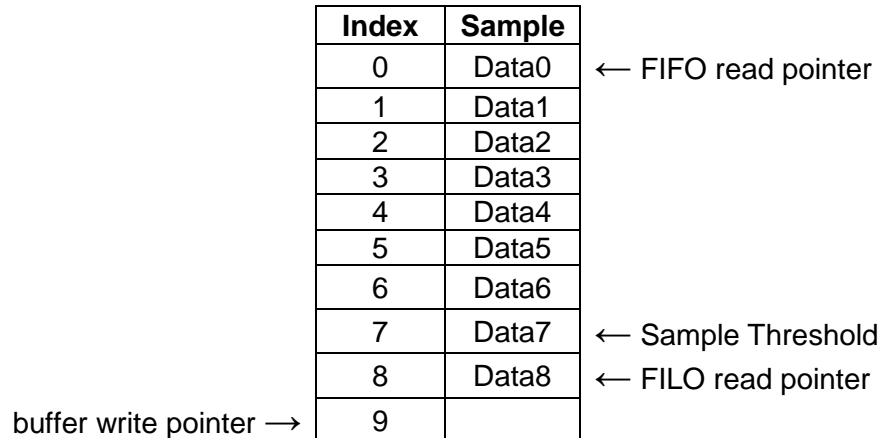 Index Sample
0 Data0 ← FIFO read pointer
1 Data1
2 Data2
3 Data3
4 Data4
5 Data5
6 Data6
7 Data7 ← Sample Threshold
8 Data8 ← FILO read pointer
buffer write pointer → 9